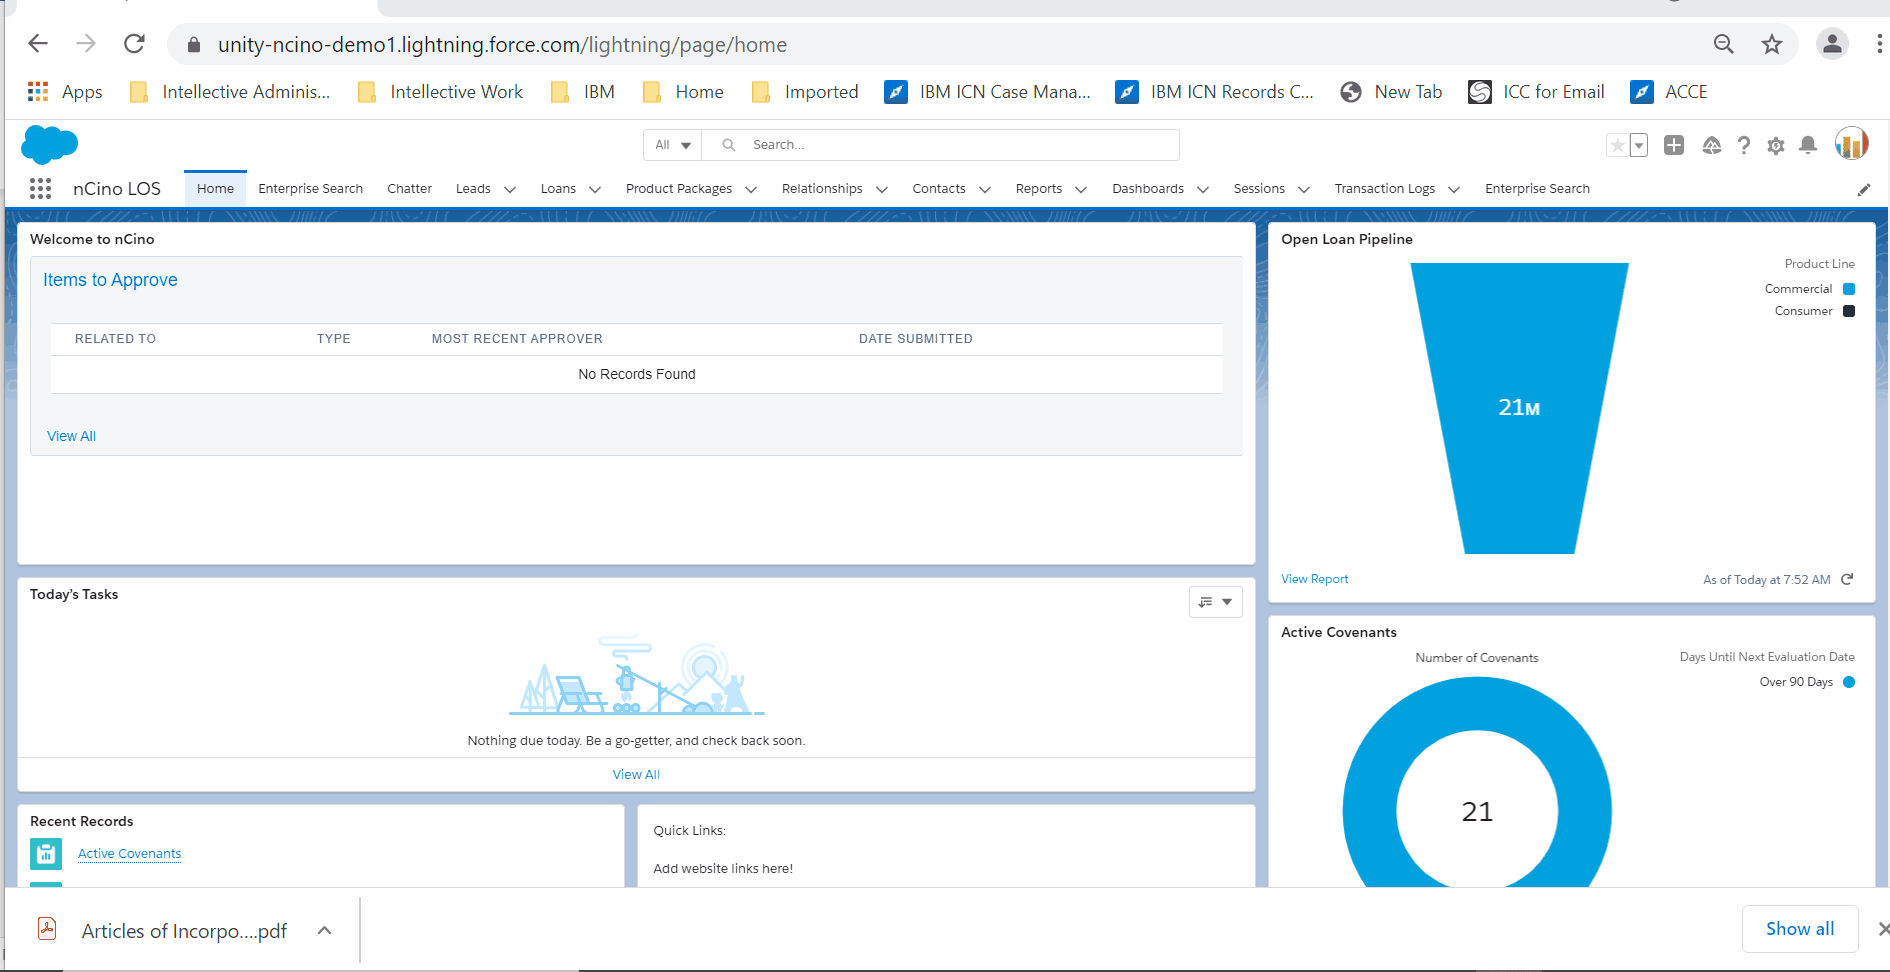 unity-ncino-demo1.lightning.force.com/lightning/page/home
Apps Intellective Adminis... Intellective Work IBM Home Imported IBM ICN Case Mana... IBM ICN Records C... New Tab ICC for Email ACCE
All Search...
nCino LOS Home Enterprise Search Chatter Leads Loans Product Packages Relationships Contacts Reports Dashboards Sessions Transaction Logs Enterprise Search
Welcome to nCino
Items to Approve
RELATED TO TYPE MOST RECENT APPROVER DATE SUBMITTED
No Records Found
View All
Open Loan Pipeline
Product Line
Commercial
Consumer
21M
View Report As of Today at 7:52 AM
Today's Tasks
Nothing due today. Be a go-getter, and check back soon.
View All
Active Covenants
Number of Covenants Days Until Next Evaluation Date
Over 90 Days
21
Recent Records
Active Covenants
Quick Links:
Add website links here!
Articles of Incorpo....pdf Show all